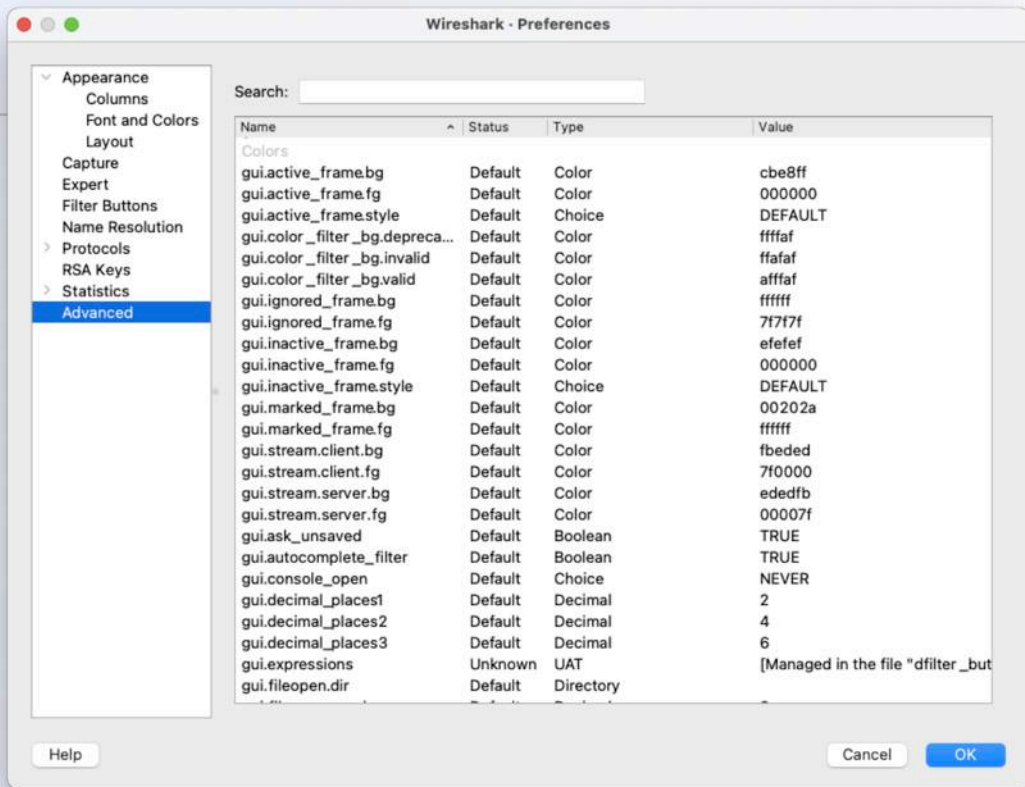 Wireshark · Preferences
Appearance
Columns
Font and Colors
Layout
Capture
Expert
Filter Buttons
Name Resolution
Protocols
RSA Keys
Statistics
Advanced
Search:
Name Status Type Value
Colors
gui.active_frame.bg Default Color cbe8ff
gui.active_frame.fg Default Color 000000
gui.active_frame.style Default Choice DEFAULT
gui.color_filter_bg.depreca... Default Color ffffaf
gui.color_filter_bg.invalid Default Color ffafaf
gui.color_filter_bg.valid Default Color afffaf
gui.ignored_frame.bg Default Color ffffff
gui.ignored_frame.fg Default Color 7f7f7f
gui.inactive_frame.bg Default Color efefef
gui.inactive_frame.fg Default Color 000000
gui.inactive_frame.style Default Choice DEFAULT
gui.marked_frame.bg Default Color 00202a
gui.marked_frame.fg Default Color ffffff
gui.stream.client.bg Default Color fbeded
gui.stream.client.fg Default Color 7f0000
gui.stream.server.bg Default Color ededfb
gui.stream.server.fg Default Color 00007f
gui.ask_unsaved Default Boolean TRUE
gui.autocomplete_filter Default Boolean TRUE
gui.console_open Default Choice NEVER
gui.decimal_places1 Default Decimal 2
gui.decimal_places2 Default Decimal 4
gui.decimal_places3 Default Decimal 6
gui.expressions Unknown UAT [Managed in the file "dfilter_but
gui.fileopen.dir Default Directory
Help Cancel OK